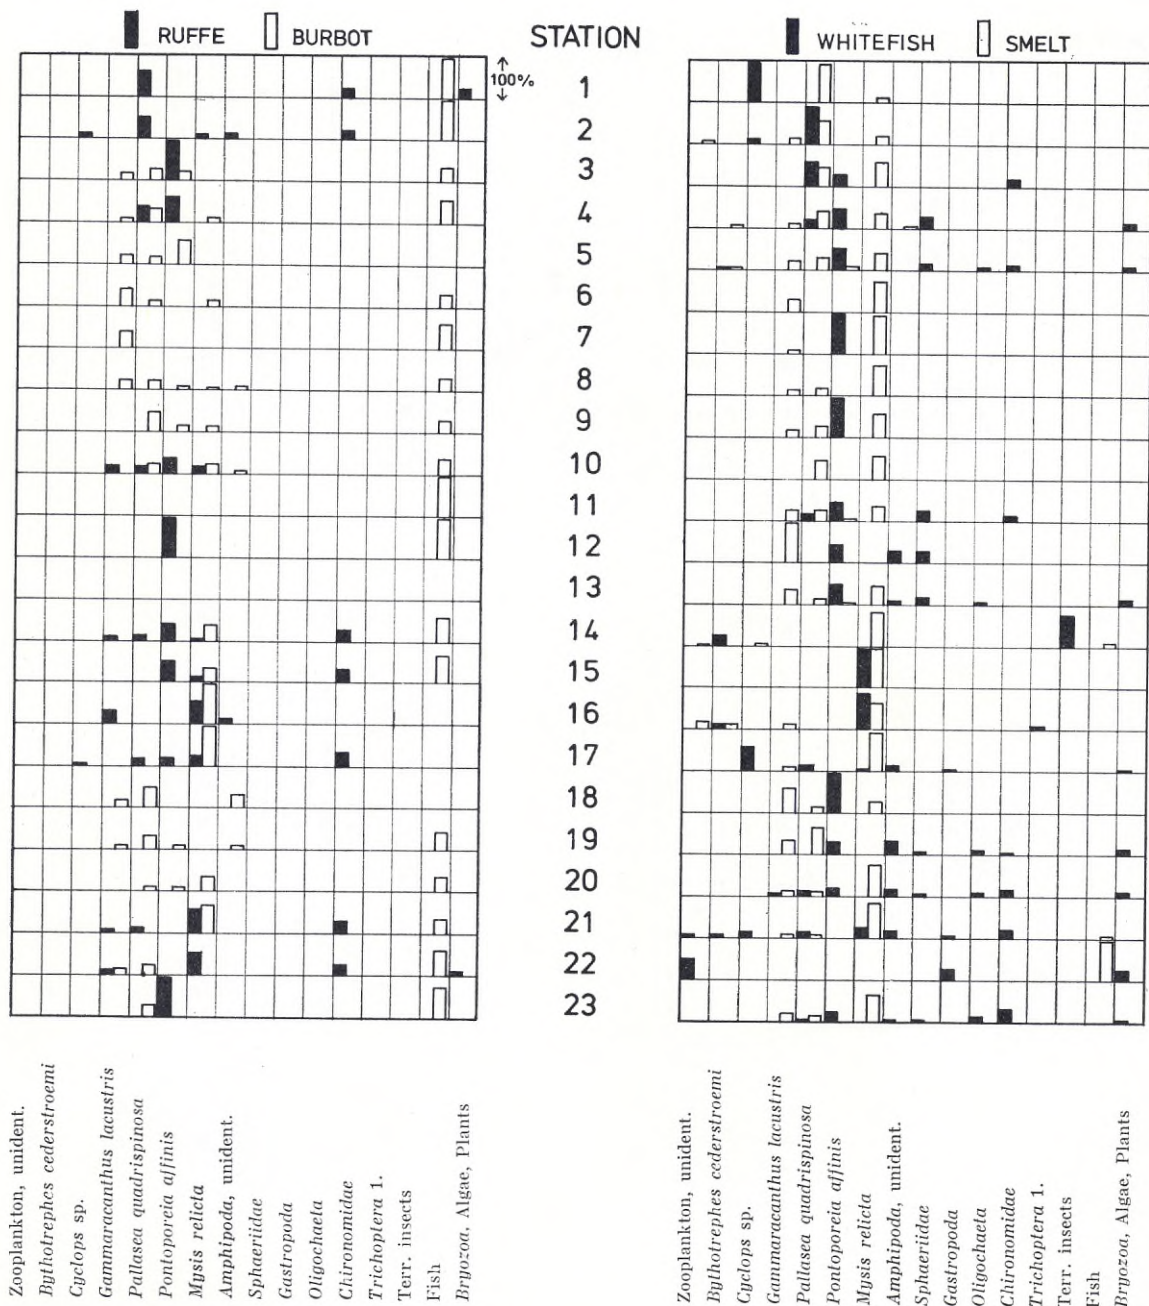 RUFFE BURBOT STATION WHITEFISH SMELT
100%
1
2
3
4
5
6
7
8
9
10
11
12
13
14
15
16
17
18
19
20
21
22
23
Zooplankton, unident.
Bythotrephes cederstroemi
Cyclops sp.
Gammaracanthus lacustris
Pallasea quadrispinosa
Pontoporeia affinis
Mysis relicta
Amphipoda, unident.
Sphaeriidae
Gastropoda
Oligochaeta
Chironomidae
Trichoptera 1.
Terr. insects
Fish
Bryozoa, Algae, Plants
Zooplankton, unident.
Bythotrephes cederstroemi
Cyclops sp.
Gammaracanthus lacustris
Pallasea quadrispinosa
Pontoporeia affinis
Mysis relicta
Amphipoda, unident.
Sphaeriidae
Gastropoda
Oligochaeta
Chironomidae
Trichoptera 1.
Terr. insects
Fish
Bryozoa, Algae, Plants